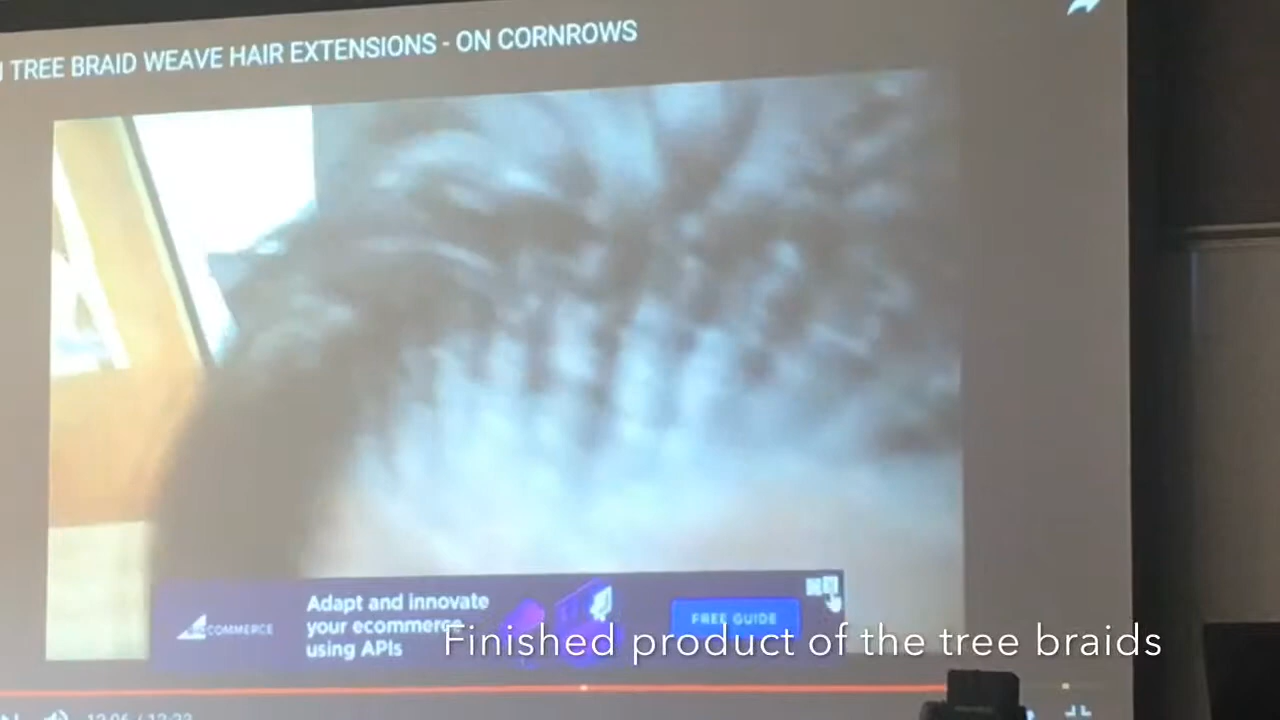 TREE BRAID WEAVE HAIR EXTENSIONS - ON CORNROWS
Adapt and innovate
your ecommerce
using APIs
COMMERCE
FREE GUIDE
Finished product of the tree braids